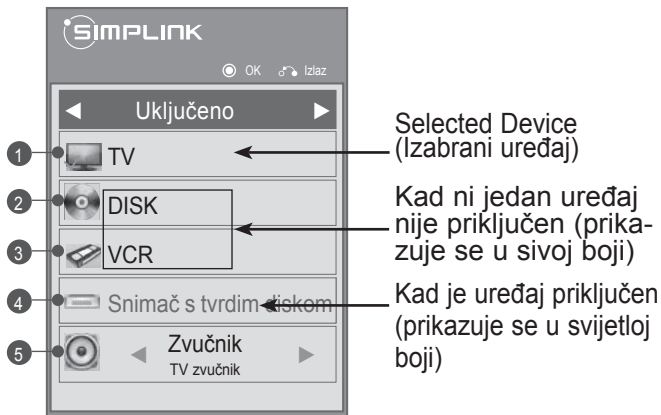 SIMPLINK
OK Izlaz
Uključeno
1 TV
2 DISK
3 VCR
4 Snimač s tvrdim diskom
5 Zvučnik
TV zvučnik
Selected Device
(Izabrani uređaj)
Kad ni jedan uređaj
nije priključen (prika-
zuje se u sivoj boji)
Kad je uređaj priključen
(prikazuje se u svijetloj
boji)